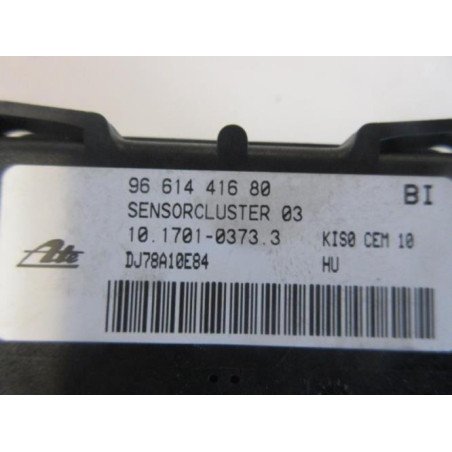 96 614 416 80 BI
SENSORCLUSTER 03
10.1701-0373.3 KIS0 CEM 10
DJ78A10E84 HU
Ate